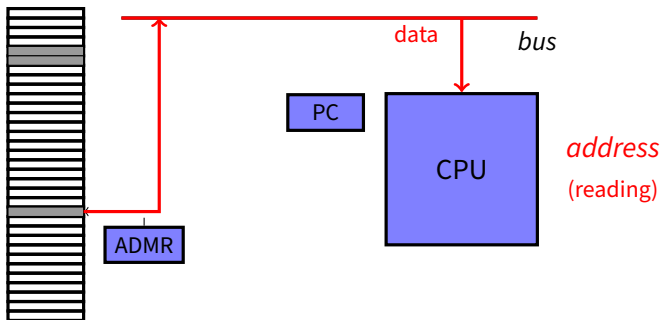 data
bus
PC
CPU
address
(reading)
ADMR